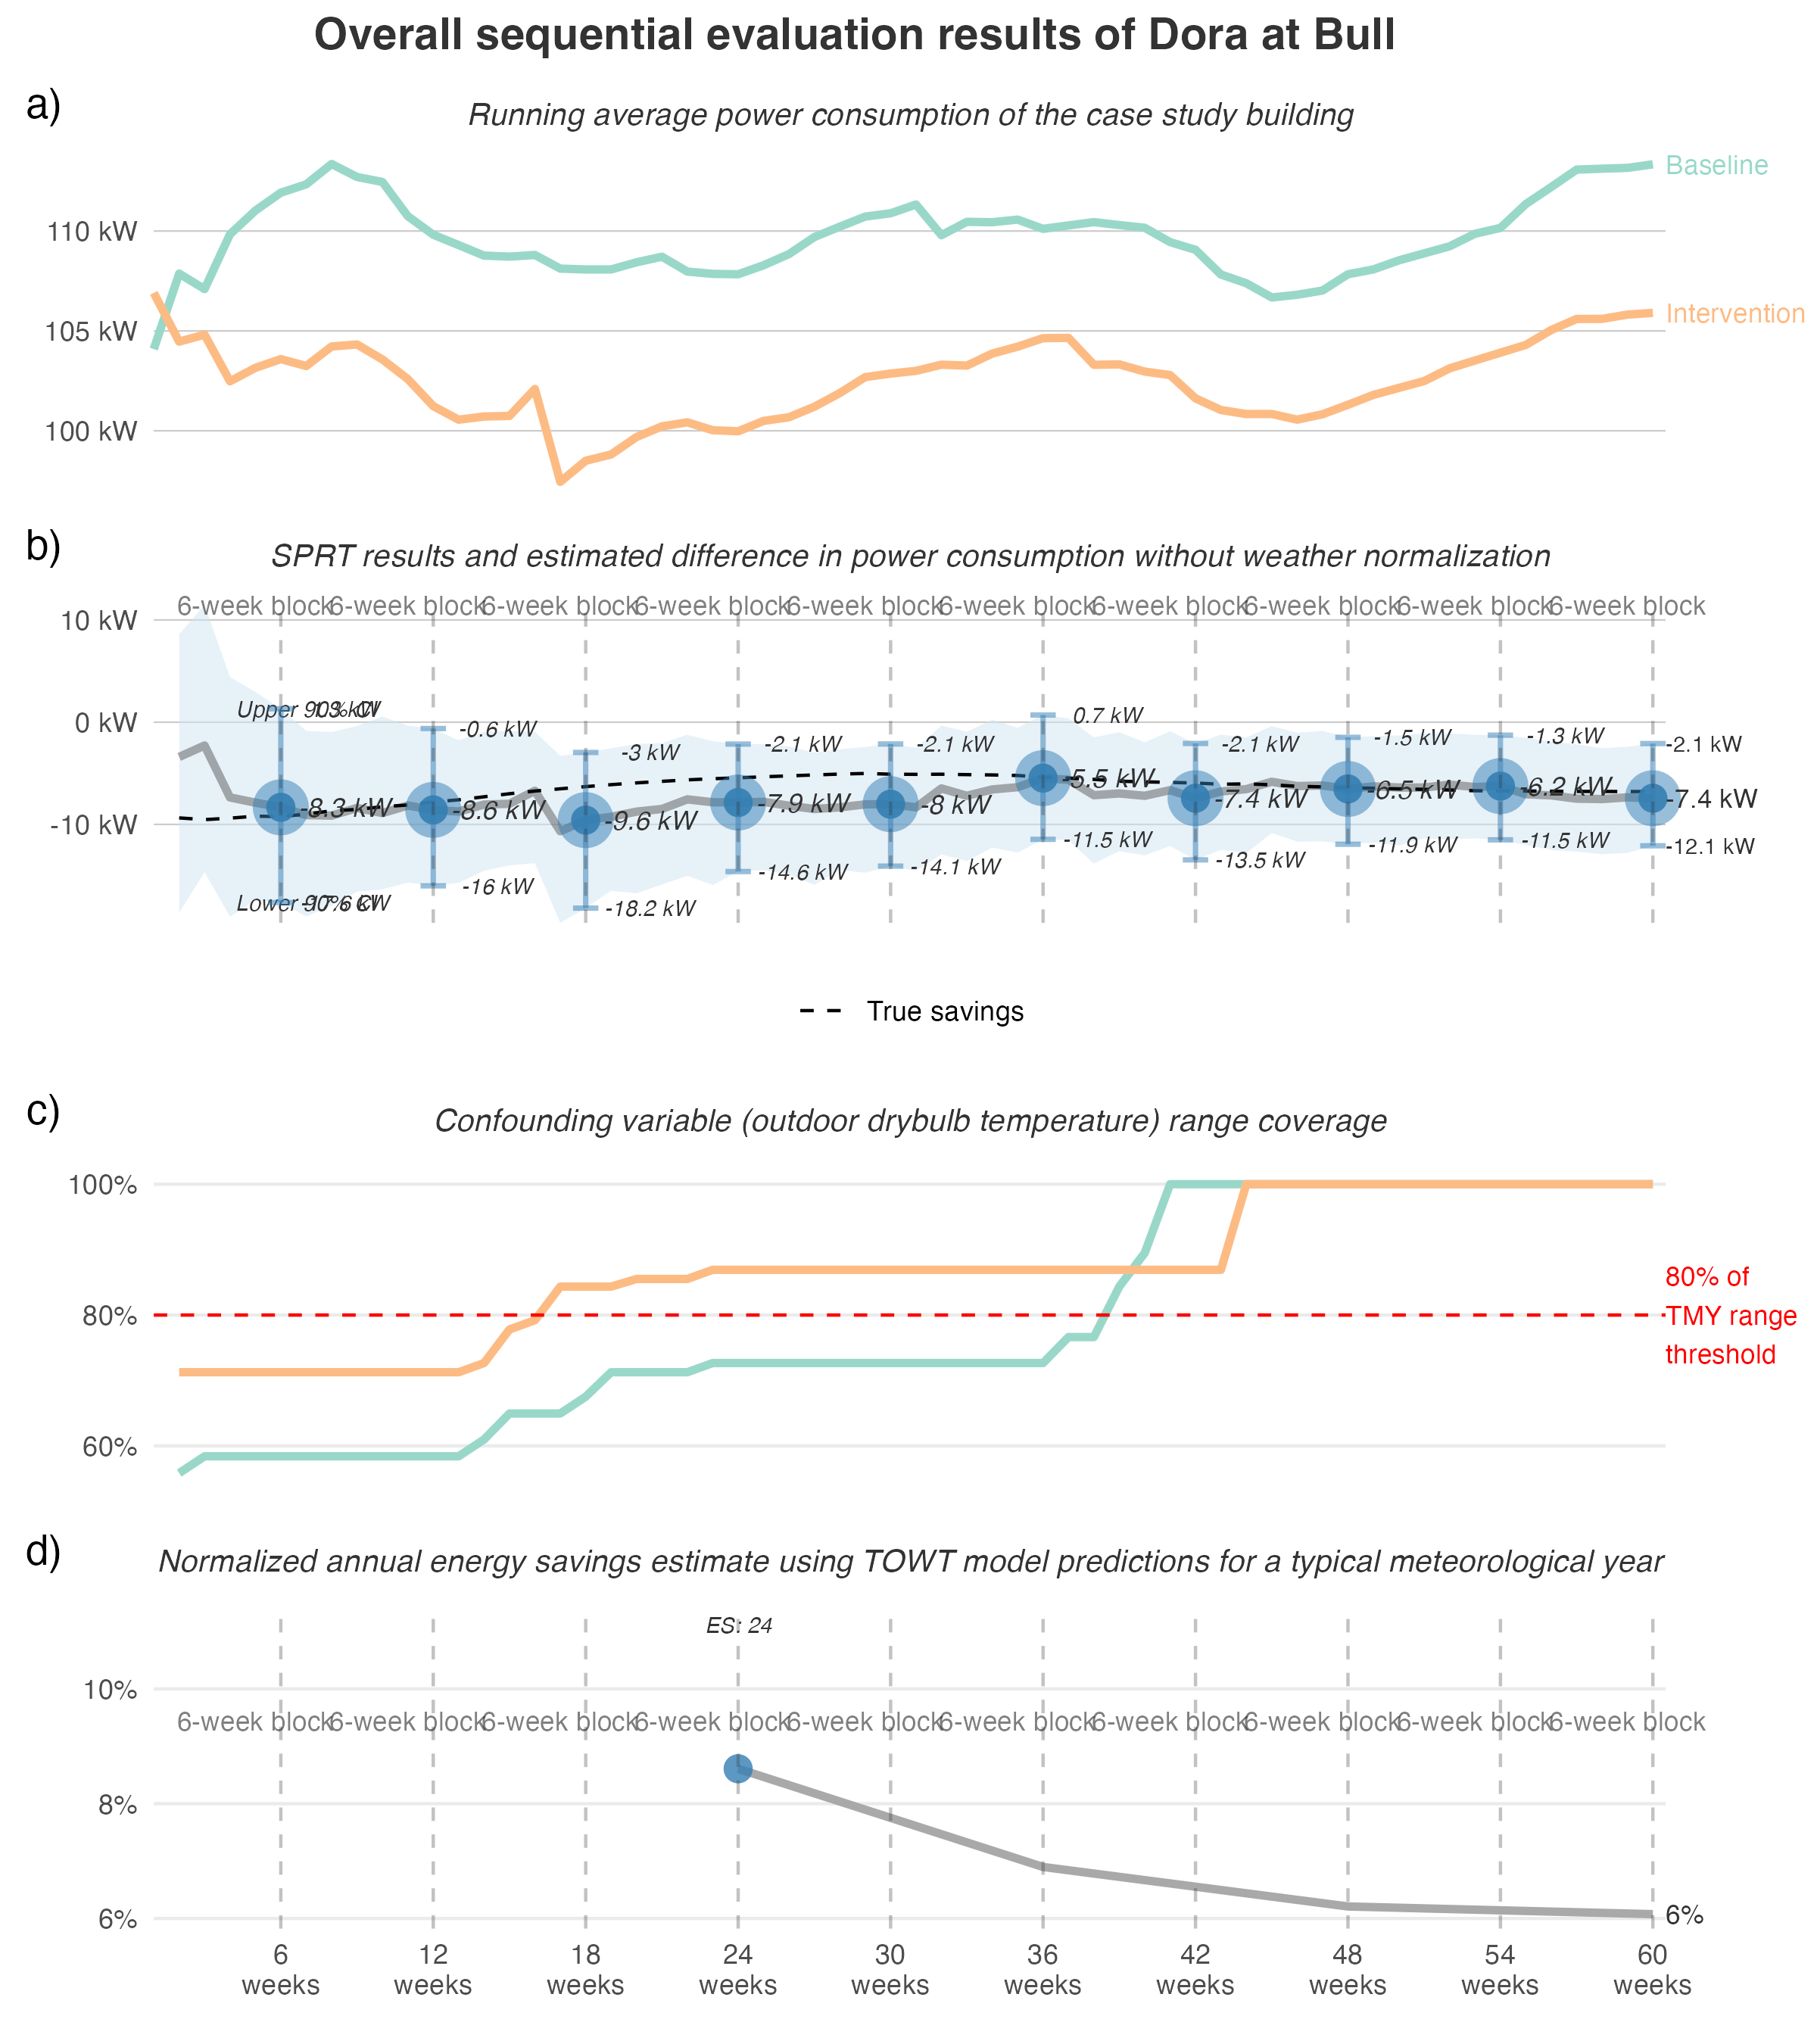 Overall sequential evaluation results of Dora at Bull
a)
Running average power consumption of the case study building
Baseline
110 kW
105 kW
Intervention
100 kW
b)
SPRT results and estimated difference in power consumption without weather normalization
6-week block 6-week block 6-week block 6-week block 6-week block 6-week block 6-week block 6-week block 6-week block 6-week block
10 kW
0 kW
-10 kW
Upper 90% CI 1.3 kW -0.6 kW -3 kW -2.1 kW -2.1 kW 0.7 kW -2.1 kW -1.5 kW -1.3 kW -2.1 kW
-8.3 kW -8.6 kW -9.6 kW -7.9 kW -8 kW -5.5 kW -7.4 kW -6.5 kW -6.2 kW -7.4 kW
Lower 90% CI -17.6 kW -16 kW -18.2 kW -14.6 kW -14.1 kW -11.5 kW -13.5 kW -11.9 kW -11.5 kW -12.1 kW
True savings
c)
Confounding variable (outdoor drybulb temperature) range coverage
100%
80%
60%
80% of
TMY range
threshold
d)
Normalized annual energy savings estimate using TOWT model predictions for a typical meteorological year
ES: 24
10%
6-week block 6-week block 6-week block 6-week block 6-week block 6-week block 6-week block 6-week block 6-week block 6-week block
8%
6%
6%
6 12 18 24 30 36 42 48 54 60
weeks weeks weeks weeks weeks weeks weeks weeks weeks weeks